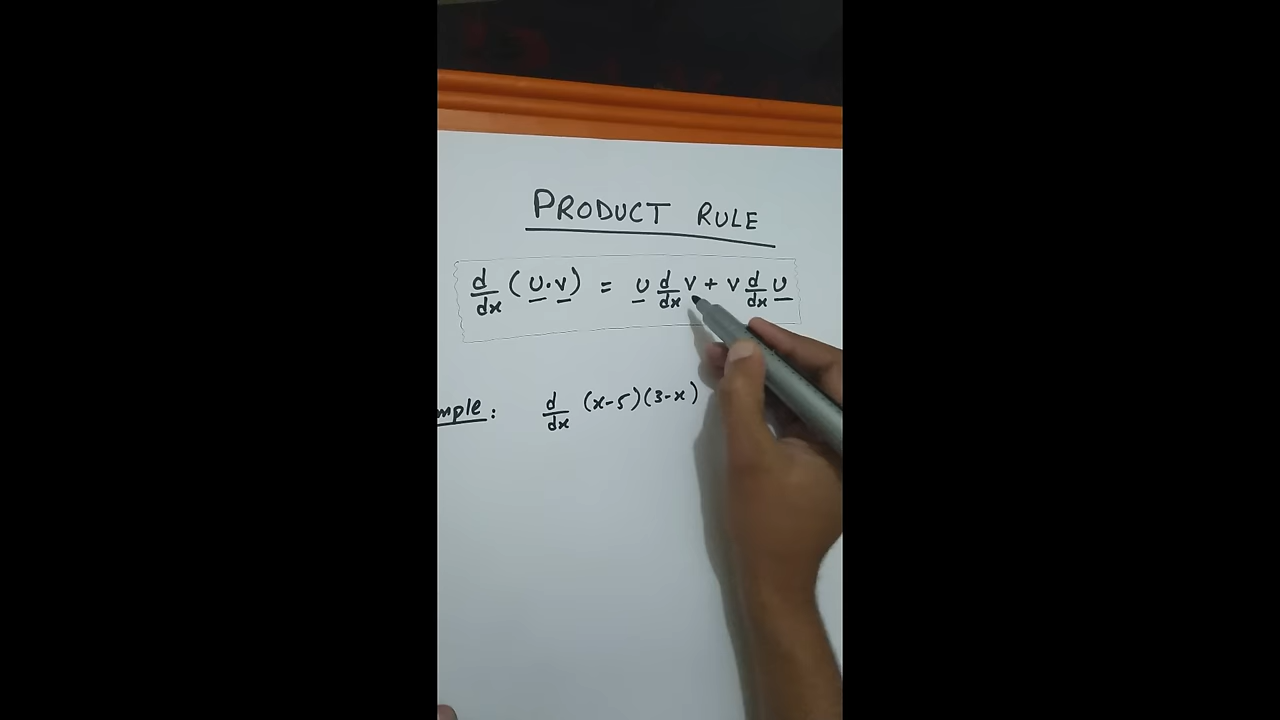 PRODUCT RULE
d/dx (U·V) = U d/dx V + V d/dx U
mple: d/dx (x-5)(3-x)